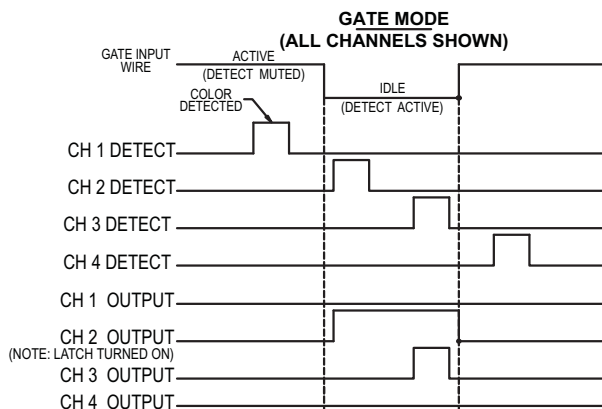 GATE MODE
(ALL CHANNELS SHOWN)
GATE INPUT
WIRE
ACTIVE
(DETECT MUTED)
IDLE
(DETECT ACTIVE)
COLOR
DETECTED
CH 1 DETECT
CH 2 DETECT
CH 3 DETECT
CH 4 DETECT
CH 1 OUTPUT
CH 2 OUTPUT
(NOTE: LATCH TURNED ON)
CH 3 OUTPUT
CH 4 OUTPUT